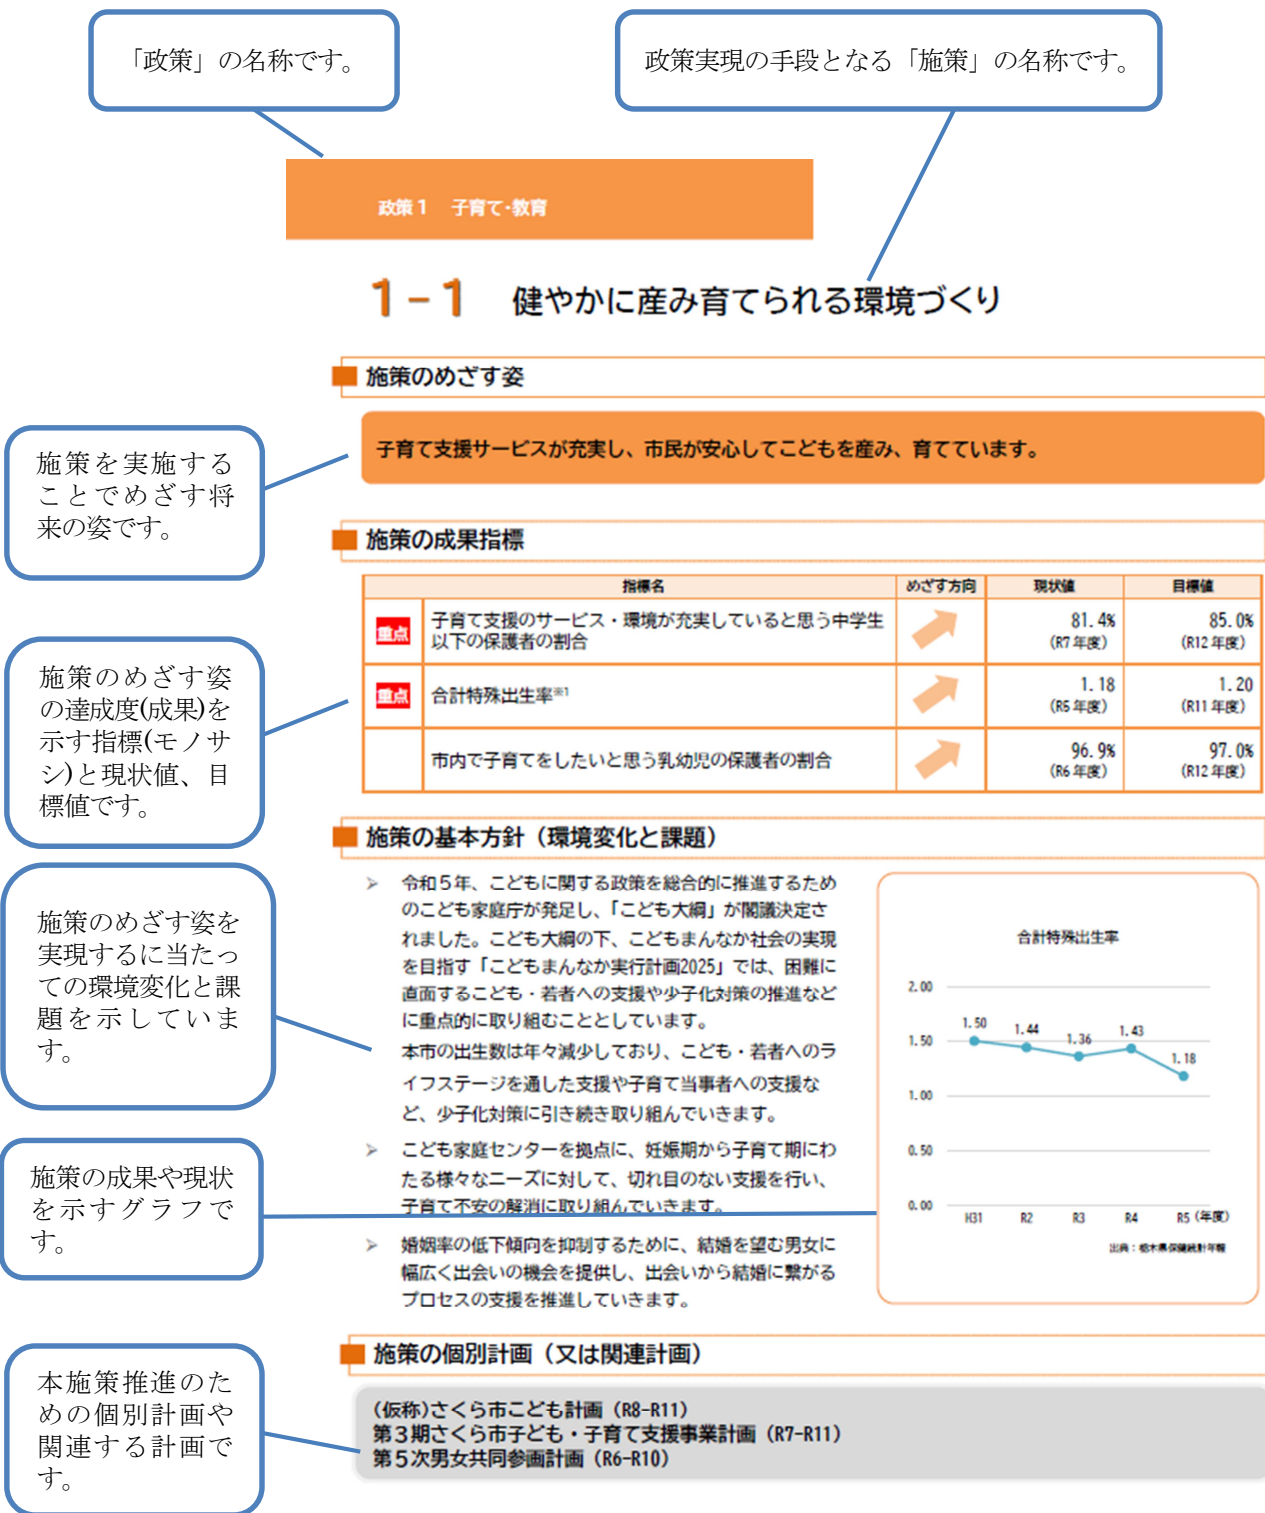 「政策」の名称です。
政策実現の手段となる「施策」の名称です。
政策１　子育て･教育
１−１　健やかに産み育てられる環境づくり
施策のめざす姿
子育て支援サービスが充実し、市民が安心してこどもを産み、育てています。
施策を実施する
ことでめざす将
来の姿です。
施策の成果指標
指標名　めざす方向　現状値　目標値
重点　子育て支援のサービス・環境が充実していると思う中学生
以下の保護者の割合
81.4%
(R7年度)
85.0%
(R12年度)
重点　合計特殊出生率※1
1.18
(R5年度)
1.20
(R11年度)
市内で子育てをしたいと思う乳幼児の保護者の割合
96.9%
(R6年度)
97.0%
(R12年度)
施策のめざす姿
の達成度(成果)を
示す指標(モノサ
シ)と現状値、目
標値です。
施策の基本方針（環境変化と課題）
➢ 令和５年、こどもに関する政策を総合的に推進するため
のこども家庭庁が発足し、「こども大綱」が閣議決定さ
れました。こども大綱の下、こどもまんなか社会の実現
を目指す「こどもまんなか実行計画2025」では、困難に
直面するこども・若者への支援や少子化対策の推進など
に重点的に取り組むこととしています。
本市の出生数は年々減少しており、こども・若者へのラ
イフステージを通した支援や子育て当事者への支援な
ど、少子化対策に引き続き取り組んでいきます。
➢ こども家庭センターを拠点に、妊娠期から子育て期にわ
たる様々なニーズに対して、切れ目のない支援を行い、
子育て不安の解消に取り組んでいきます。
➢ 婚姻率の低下傾向を抑制するために、結婚を望む男女に
幅広く出会いの機会を提供し、出会いから結婚に繋がる
プロセスの支援を推進していきます。
施策のめざす姿を
実現するに当たっ
ての環境変化と課
題を示していま
す。
施策の成果や現状
を示すグラフで
す。
合計特殊出生率
2.00
1.50
1.00
0.50
0.00
1.50
1.44
1.36
1.43
1.18
H31　R2　R3　R4　R5（年度）
出典：栃木県保健統計年報
施策の個別計画（又は関連計画）
(仮称)さくら市こども計画（R8-R11）
第３期さくら市子ども・子育て支援事業計画（R7-R11）
第５次男女共同参画計画（R6-R10）
本施策推進のた
めの個別計画や
関連する計画で
す。